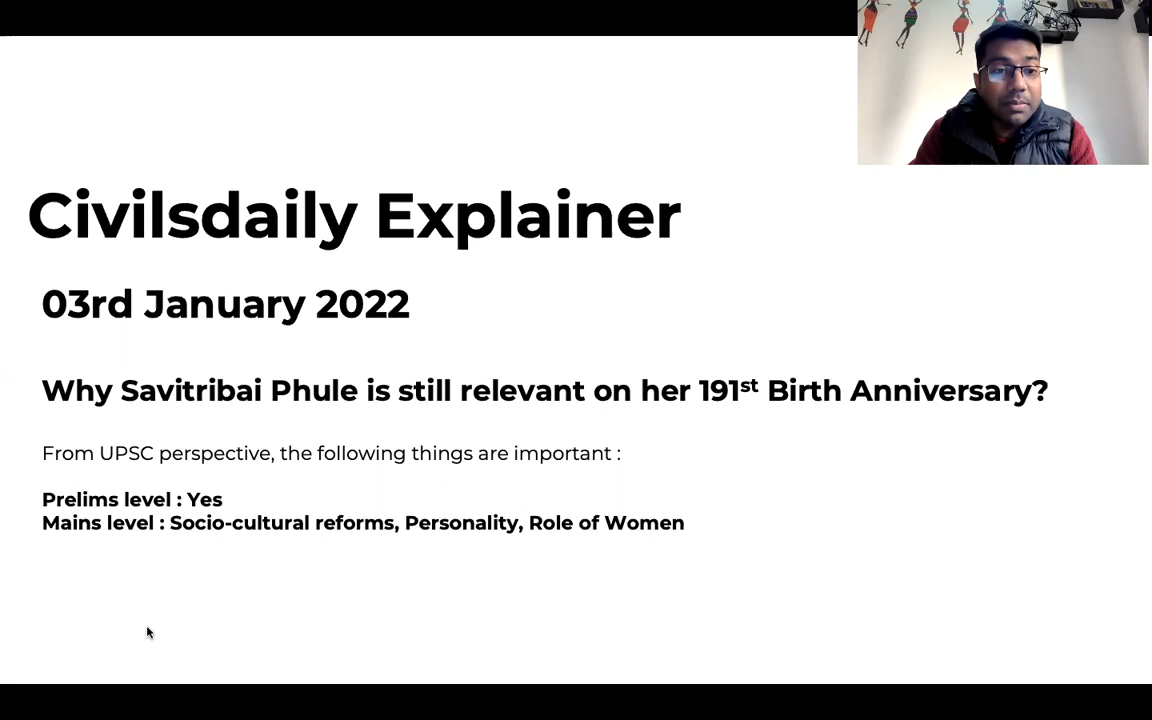 Civilsdaily Explainer
03rd January 2022
Why Savitribai Phule is still relevant on her 191st Birth Anniversary?
From UPSC perspective, the following things are important :
Prelims level : Yes
Mains level : Socio-cultural reforms, Personality, Role of Women